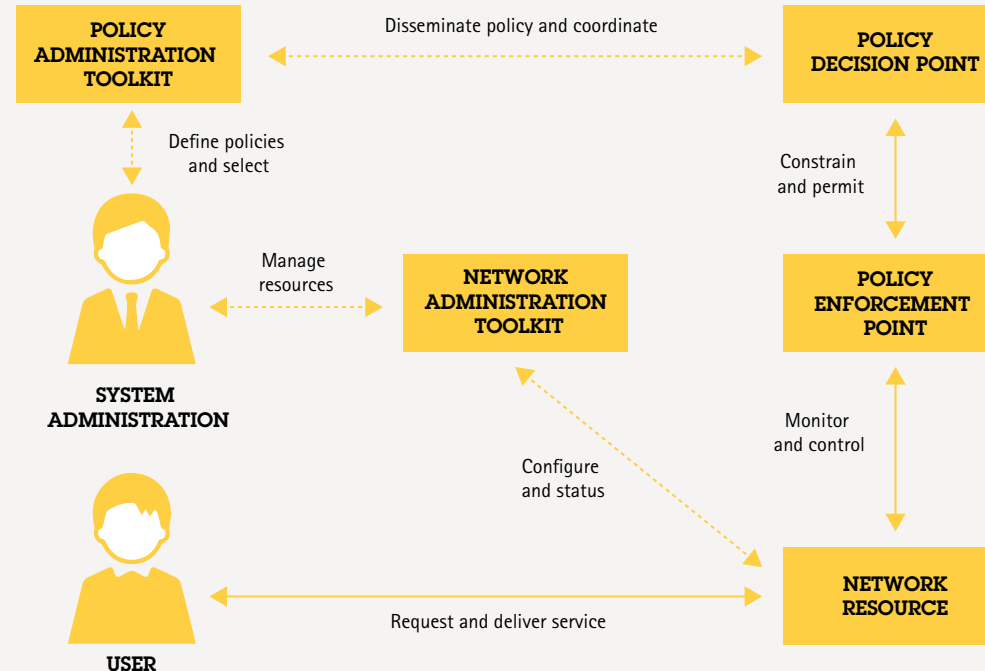 POLICY
ADMINISTRATION
TOOLKIT
Disseminate policy and coordinate
POLICY
DECISION POINT
Define policies
and select
Constrain
and permit
Manage
resources
NETWORK
ADMINISTRATION
TOOLKIT
POLICY
ENFORCEMENT
POINT
SYSTEM
ADMINISTRATION
Monitor
and control
Configure
and status
NETWORK
RESOURCE
Request and deliver service
USER